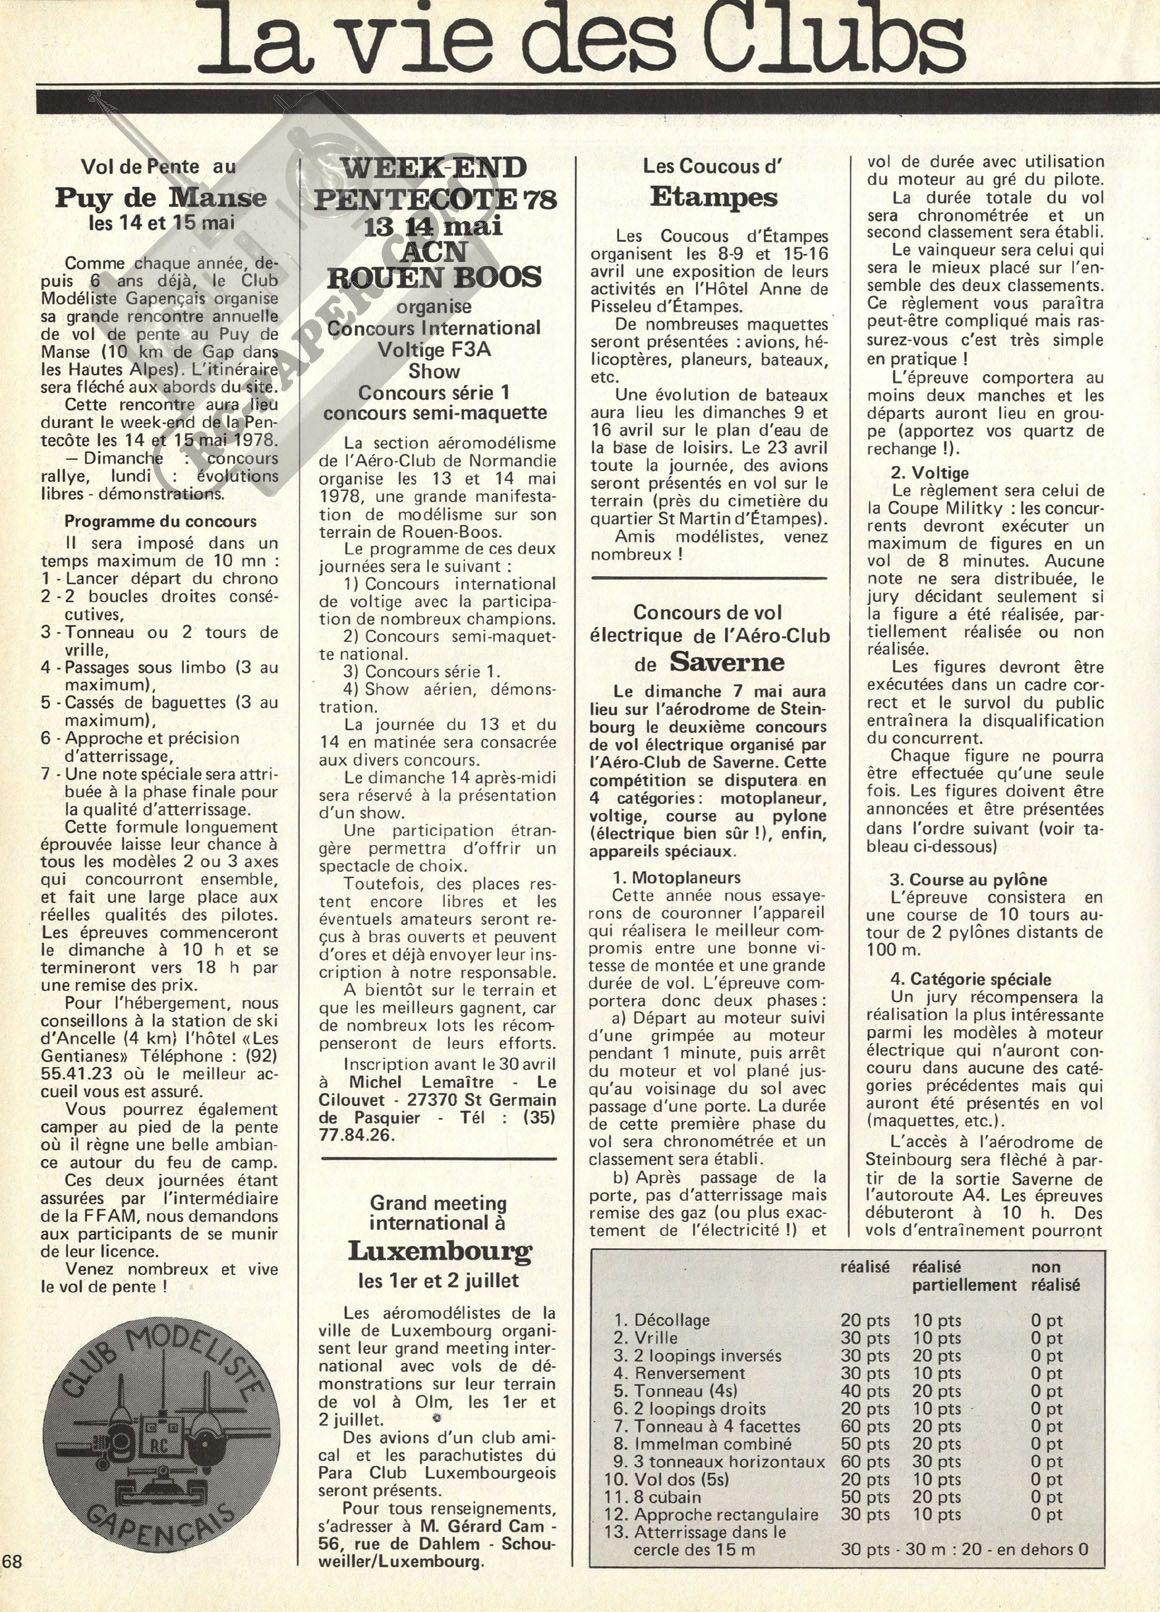 la vie des Clubs
Vol de Pente au
Puy de Manse
les 14 et 15 mai
Comme chaque année, de-
puis 6 ans déjà, le Club
Modéliste Gapençais organise
sa grande rencontre annuelle
de vol de pente au Puy de
Manse (10 km de Gap dans
les Hautes Alpes). L'itinéraire
sera fléché aux abords du site.
Cette rencontre aura lieu
durant le week-end de la Pen-
tecôte les 14 et 15 mai 1978.
— Dimanche : concours
rallye, lundi : évolutions
libres - démonstrations.
Programme du concours
Il sera imposé dans un
temps maximum de 10 mn :
1 - Lancer départ du chrono
2 - 2 boucles droites consé-
cutives,
3 - Tonneau ou 2 tours de
vrille,
4 - Passages sous limbo (3 au
maximum),
5 - Cassés de baguettes (3 au
maximum),
6 - Approche et précision
d'atterrissage,
7 - Une note spéciale sera attri-
buée à la phase finale pour
la qualité d'atterrissage.
Cette formule longuement
éprouvée laisse leur chance à
tous les modèles 2 ou 3 axes
qui concourront ensemble,
et fait une large place aux
réelles qualités des pilotes.
Les épreuves commenceront
le dimanche à 10 h et se
termineront vers 18 h par
une remise des prix.
Pour l'hébergement, nous
conseillons à la station de ski
d'Ancelle (4 km) l'hôtel «Les
Gentianes» Téléphone : (92)
55.41.23 où le meilleur ac-
cueil vous est assuré.
Vous pourrez également
camper au pied de la pente
où il règne une belle ambian-
ce autour du feu de camp.
Ces deux journées étant
assurées par l'intermédiaire
de la FFAM, nous demandons
aux participants de se munir
de leur licence.
Venez nombreux et vive
le vol de pente !
CLUB MODELISTE
RC
GAPENÇAIS
68
WEEK-END
PENTECOTE 78
13 14 mai
ACN
ROUEN BOOS
organise
Concours International
Voltige F3A
Show
Concours série 1
concours semi-maquette
La section aéromodélisme
de l'Aéro-Club de Normandie
organise les 13 et 14 mai
1978, une grande manifesta-
tion de modélisme sur son
terrain de Rouen-Boos.
Le programme de ces deux
journées sera le suivant :
1) Concours international
de voltige avec la participa-
tion de nombreux champions.
2) Concours semi-maquet-
te national.
3) Concours série 1.
4) Show aérien, démons-
tration.
La journée du 13 et du
14 en matinée sera consacrée
aux divers concours.
Le dimanche 14 après-midi
sera réservé à la présentation
d'un show.
Une participation étran-
gère permettra d'offrir un
spectacle de choix.
Toutefois, des places res-
tent encore libres et les
éventuels amateurs seront re-
çus à bras ouverts et peuvent
d'ores et déjà envoyer leur ins-
cription à notre responsable.
A bientôt sur le terrain et
que les meilleurs gagnent, car
de nombreux lots les récom-
penseront de leurs efforts.
Inscription avant le 30 avril
à Michel Lemaître - Le
Cilouvet - 27370 St Germain
de Pasquier - Tél : (35)
77.84.26.
Grand meeting
international à
Luxembourg
les 1er et 2 juillet
Les aéromodélistes de la
ville de Luxembourg organi-
sent leur grand meeting inter-
national avec vols de dé-
monstrations sur leur terrain
de vol à Olm, les 1er et
2 juillet.
Des avions d'un club ami-
cal et les parachutistes du
Para Club Luxembourgeois
seront présents.
Pour tous renseignements,
s'adresser à M. Gérard Cam -
56, rue de Dahlem - Schou-
weiller/Luxembourg.
Les Coucous d'
Etampes
Les Coucous d'Étampes
organisent les 8-9 et 15-16
avril une exposition de leurs
activités en l'Hôtel Anne de
Pisseleu d'Étampes.
De nombreuses maquettes
seront présentées : avions, hé-
licoptères, planeurs, bateaux,
etc.
Une évolution de bateaux
aura lieu les dimanches 9 et
16 avril sur le plan d'eau de
la base de loisirs. Le 23 avril
toute la journée, des avions
seront présentés en vol sur le
terrain (près du cimetière du
quartier St Martin d'Étampes).
Amis modélistes, venez
nombreux !
Concours de vol
électrique de l'Aéro-Club
de Saverne
Le dimanche 7 mai aura
lieu sur l'aérodrome de Stein-
bourg le deuxième concours
de vol électrique organisé par
l'Aéro-Club de Saverne. Cette
compétition se disputera en
4 catégories : motoplaneur,
voltige, course au pylone
(électrique bien sûr !), enfin,
appareils spéciaux.
1. Motoplaneurs
Cette année nous essaye-
rons de couronner l'appareil
qui réalisera le meilleur com-
promis entre une bonne vi-
tesse de montée et une grande
durée de vol. L'épreuve com-
portera donc deux phases :
a) Départ au moteur suivi
d'une grimpée au moteur
pendant 1 minute, puis arrêt
du moteur et vol plané jus-
qu'au voisinage du sol avec
passage d'une porte. La durée
de cette première phase du
vol sera chronométrée et un
classement sera établi.
b) Après passage de la
porte, pas d'atterrissage mais
remise des gaz (ou plus exac-
tement de l'électricité !) et
vol de durée avec utilisation
du moteur au gré du pilote.
La durée totale du vol
sera chronométrée et un
second classement sera établi.
Le vainqueur sera celui qui
sera le mieux placé sur l'en-
semble des deux classements.
Ce règlement vous paraîtra
peut-être compliqué mais ras-
surez-vous c'est très simple
en pratique !
L'épreuve comportera au
moins deux manches et les
départs auront lieu en grou-
pe (apportez vos quartz de
rechange !).
2. Voltige
Le règlement sera celui de
la Coupe Militky : les concur-
rents devront exécuter un
maximum de figures en un
vol de 8 minutes. Aucune
note ne sera distribuée, le
jury décidant seulement si
la figure a été réalisée, par-
tiellement réalisée ou non
réalisée.
Les figures devront être
exécutées dans un cadre cor-
rect et le survol du public
entraînera la disqualification
du concurrent.
Chaque figure ne pourra
être effectuée qu'une seule
fois. Les figures doivent être
annoncées et être présentées
dans l'ordre suivant (voir ta-
bleau ci-dessous)
3. Course au pylône
L'épreuve consistera en
une course de 10 tours au-
tour de 2 pylônes distants de
100 m.
4. Catégorie spéciale
Un jury récompensera la
réalisation la plus intéressante
parmi les modèles à moteur
électrique qui n'auront con-
couru dans aucune des caté-
gories précédentes mais qui
auront été présentés en vol
(maquettes, etc.).
L'accès à l'aérodrome de
Steinbourg sera flèché à par-
tir de la sortie Saverne de
l'autoroute A4. Les épreuves
débuteront à 10 h. Des
vols d'entraînement pourront
réalisé réalisé non
partiellement réalisé
1. Décollage 20 pts 10 pts 0 pt
2. Vrille 30 pts 10 pts 0 pt
3. 2 loopings inversés 30 pts 20 pts 0 pt
4. Renversement 30 pts 10 pts 0 pt
5. Tonneau (4s) 40 pts 20 pts 0 pt
6. 2 loopings droits 20 pts 10 pts 0 pt
7. Tonneau à 4 facettes 60 pts 20 pts 0 pt
8. Immelman combiné 50 pts 20 pts 0 pt
9. 3 tonneaux horizontaux 60 pts 30 pts 0 pt
10. Vol dos (5s) 20 pts 10 pts 0 pt
11. 8 cubain 50 pts 20 pts 0 pt
12. Approche rectangulaire 30 pts 10 pts 0 pt
13. Atterrissage dans le
cercle des 15 m 30 pts - 30 m : 20 - en dehors 0
RC-PAPER.COM